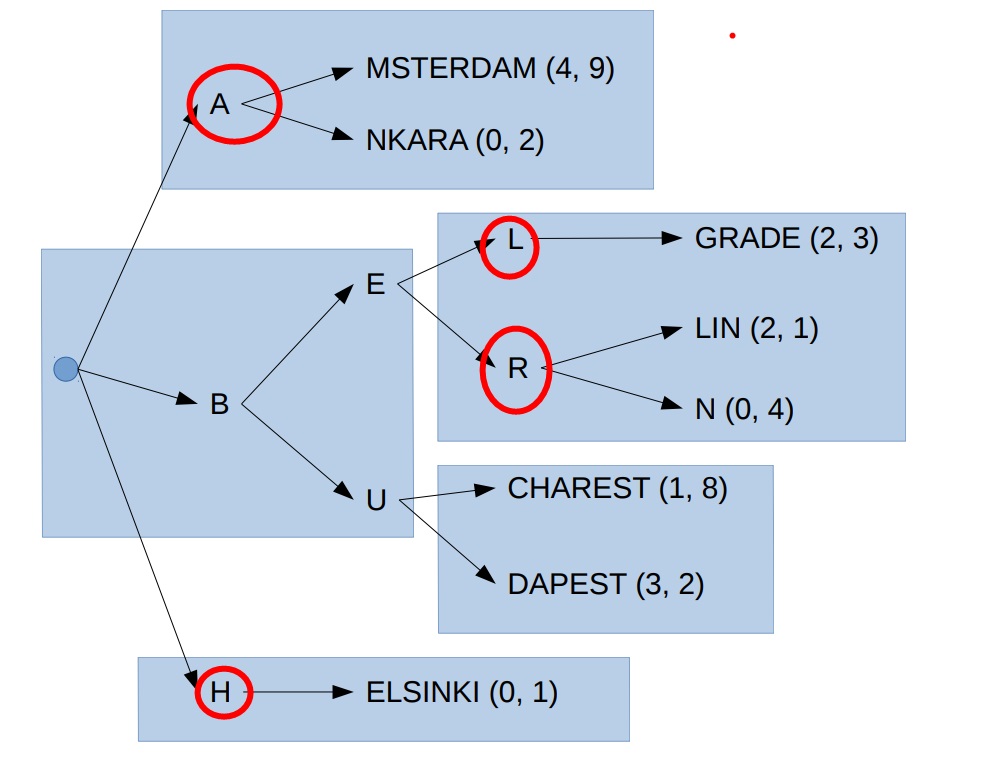 MSTERDAM (4, 9)
A
NKARA (0, 2)
L
GRADE (2, 3)
E
LIN (2, 1)
R
N (0, 4)
B
CHAREST (1, 8)
U
DAPEST (3, 2)
H
ELSINKI (0, 1)